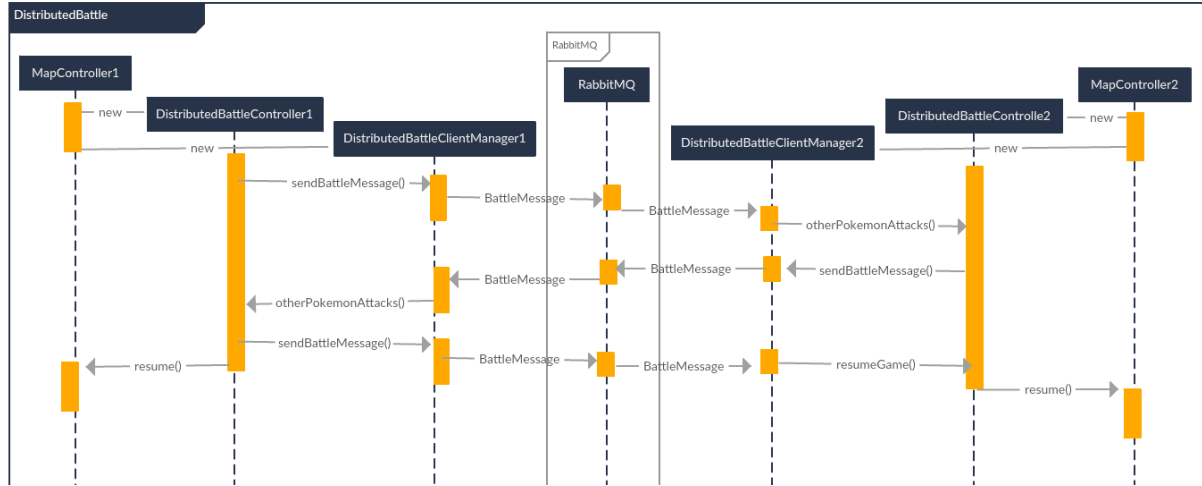 DistributedBattle
RabbitMQ
MapController1
RabbitMQ
MapController2
new
DistributedBattleController1
DistributedBattleControlle2
new
DistributedBattleClientManager1
DistributedBattleClientManager2
new
new
sendBattleMessage()
BattleMessage
BattleMessage
otherPokemonAttacks()
BattleMessage
BattleMessage
sendBattleMessage()
otherPokemonAttacks()
sendBattleMessage()
BattleMessage
BattleMessage
resumeGame()
resume()
resume()